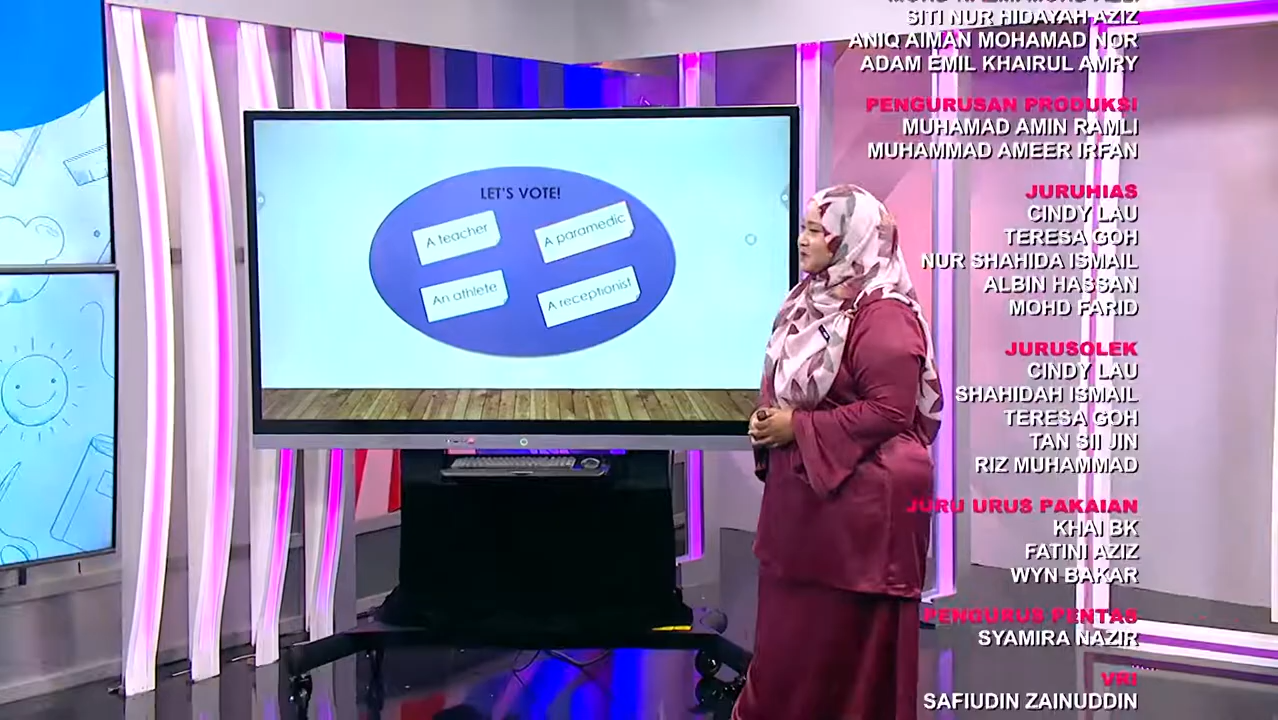 LET'S VOTE!
A teacher
A paramedic
An athlete
A receptionist
SITI NUR HIDAYAH AZIZ
ANIQ AIMAN MOHAMAD NOR
ADAM EMIL KHAIRUL AMRY
PENGURUSAN PRODUKSI
MUHAMAD AMIN RAMLI
MUHAMMAD AMEER IRFAN
JURUHIAS
CINDY LAU
TERESA GOH
NUR SHAHIDA ISMAIL
ALBIN HASSAN
MOHD FARID
JURUSOLEK
CINDY LAU
SHAHIDAH ISMAIL
TERESA GOH
TAN SII JIN
RIZ MUHAMMAD
JURU URUS PAKAIAN
KHAI BK
FATINI AZIZ
WYN BAKAR
PENGURUS PENTAS
SYAMIRA NAZIR
VRI
SAFIUDIN ZAINUDDIN